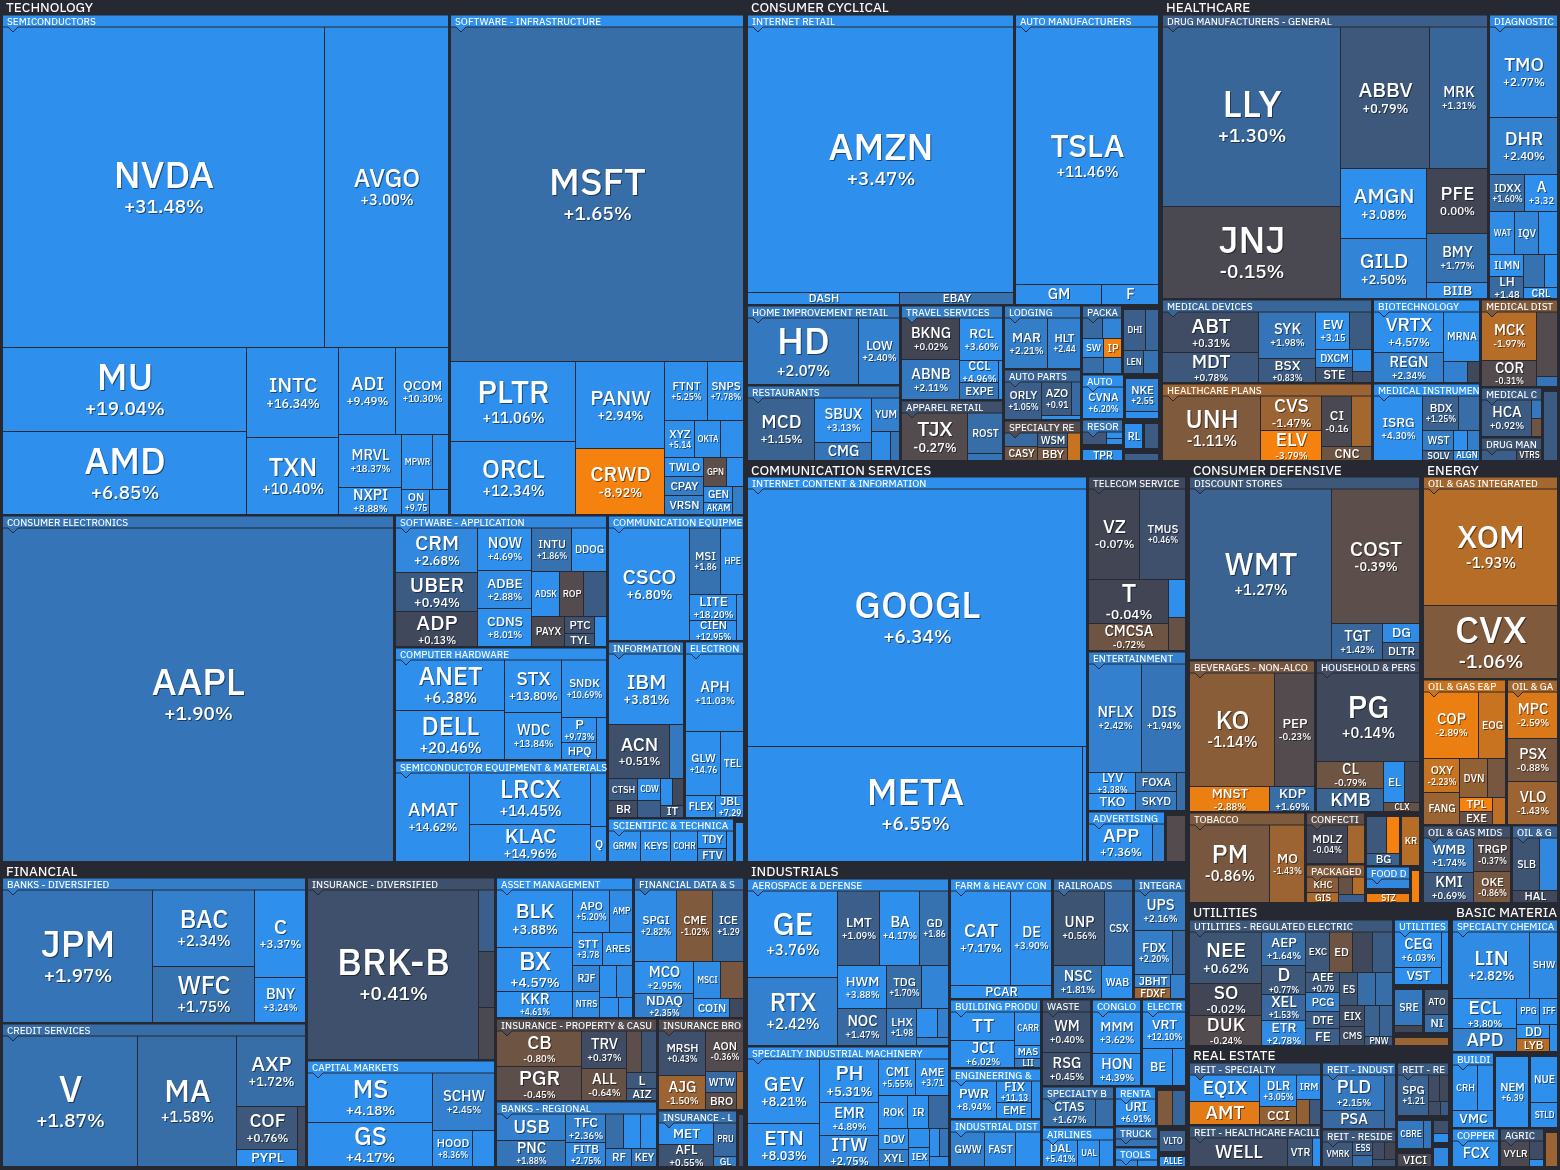 TECHNOLOGY
SEMICONDUCTORS
NVDA
+31.48%
AVGO
+3.00%
MU
+19.04%
AMD
+6.85%
INTC
+16.34%
TXN
+10.40%
ADI
+9.49%
QCOM
+10.30%
MRVL
+18.37%
MPWR
NXPI
+8.88%
ON
+9.75
SOFTWARE - INFRASTRUCTURE
MSFT
+1.65%
PLTR
+11.06%
ORCL
+12.34%
PANW
+2.94%
CRWD
-8.92%
FTNT
+5.25%
SNPS
+7.78%
XYZ
+5.14
OKTA
TWLO
GPN
CPAY
VRSN
GEN
AKAM
CONSUMER ELECTRONICS
AAPL
+1.90%
SOFTWARE - APPLICATION
CRM
+2.68%
NOW
+4.69%
INTU
+1.86%
DDOG
UBER
+0.94%
ADBE
+2.88%
ADSK
ROP
ADP
+0.13%
CDNS
+8.01%
PAYX
PTC
TYL
COMMUNICATION EQUIPME
CSCO
+6.80%
MSI
+1.86
HPE
LITE
+18.20%
CIEN
+12.95%
COMPUTER HARDWARE
ANET
+6.38%
STX
+13.80%
SNDK
+10.69%
DELL
+20.46%
WDC
+13.84%
P
+9.73%
HPQ
INFORMATION
IBM
+3.81%
ACN
+0.51%
CTSH
CDW
BR
IT
ELECTRON
APH
+11.03%
GLW
+14.76
TEL
FLEX
JBL
+7.29
SEMICONDUCTOR EQUIPMENT & MATERIALS
AMAT
+14.62%
LRCX
+14.45%
KLAC
+14.96%
Q
SCIENTIFIC & TECHNICA
GRMN
KEYS
COHR
TDY
FTV
CONSUMER CYCLICAL
INTERNET RETAIL
AMZN
+3.47%
DASH
EBAY
AUTO MANUFACTURERS
TSLA
+11.46%
GM
F
HOME IMPROVEMENT RETAIL
HD
+2.07%
LOW
+2.40%
TRAVEL SERVICES
BKNG
+0.02%
RCL
+3.60%
ABNB
+2.11%
CCL
+4.96%
EXPE
LODGING
MAR
+2.21%
HLT
+2.44
PACKA
SW
IP
DHI
LEN
RESTAURANTS
MCD
+1.15%
SBUX
+3.13%
YUM
CMG
APPAREL RETAIL
TJX
-0.27%
ROST
AUTO PARTS
ORLY
+1.05%
AZO
+0.91
AUTO
CVNA
+6.20%
NKE
+2.55
SPECIALTY RE
WSM
CASY
BBY
RESOR
RL
TPR
HEALTHCARE
DRUG MANUFACTURERS - GENERAL
LLY
+1.30%
JNJ
-0.15%
ABBV
+0.79%
MRK
+1.31%
AMGN
+3.08%
PFE
0.00%
GILD
+2.50%
BMY
+1.77%
BIIB
DIAGNOSTIC
TMO
+2.77%
DHR
+2.40%
IDXX
+1.60%
A
+3.32
WAT
IQV
ILMN
LH
+1.48
CRL
MEDICAL DEVICES
ABT
+0.31%
SYK
+1.98%
EW
+3.15
MDT
+0.78%
BSX
+0.83%
DXCM
STE
BIOTECHNOLOGY
VRTX
+4.57%
MRNA
REGN
+2.34%
MEDICAL DIST
MCK
-1.97%
COR
-0.31%
HEALTHCARE PLANS
UNH
-1.11%
CVS
-1.47%
CI
-0.16
ELV
-3.79%
CNC
MEDICAL INSTRUMEN
ISRG
+4.30%
BDX
+1.25%
WST
SOLV
ALGN
MEDICAL C
HCA
+0.92%
DRUG MAN
VTRS
COMMUNICATION SERVICES
INTERNET CONTENT & INFORMATION
GOOGL
+6.34%
META
+6.55%
TELECOM SERVICE
VZ
-0.07%
TMUS
+0.46%
T
-0.04%
CMCSA
-0.72%
ENTERTAINMENT
NFLX
+2.42%
DIS
+1.94%
LYV
+3.38%
FOXA
TKO
SKYD
ADVERTISING
APP
+7.36%
CONSUMER DEFENSIVE
DISCOUNT STORES
WMT
+1.27%
COST
-0.39%
TGT
+1.42%
DG
DLTR
BEVERAGES - NON-ALCO
KO
-1.14%
PEP
-0.23%
MNST
-2.88%
KDP
+1.69%
HOUSEHOLD & PERS
PG
+0.14%
CL
-0.79%
EL
KMB
CLX
TOBACCO
PM
-0.86%
MO
-1.43%
CONFECTI
MDLZ
-0.04%
BG
KR
PACKAGED
KHC
GIS
FOOD D
STZ
ENERGY
OIL & GAS INTEGRATED
XOM
-1.93%
CVX
-1.06%
OIL & GAS E&P
COP
-2.89%
EOG
OXY
-2.23%
DVN
FANG
TPL
EXE
OIL & GA
MPC
-2.59%
PSX
-0.88%
VLO
-1.43%
OIL & GAS MIDS
WMB
+1.74%
TRGP
-0.37%
KMI
+0.69%
OKE
-0.86%
OIL & G
SLB
HAL
FINANCIAL
BANKS - DIVERSIFIED
JPM
+1.97%
BAC
+2.34%
C
+3.37%
WFC
+1.75%
BNY
+3.24%
CREDIT SERVICES
V
+1.87%
MA
+1.58%
AXP
+1.72%
COF
+0.76%
PYPL
INSURANCE - DIVERSIFIED
BRK-B
+0.41%
CAPITAL MARKETS
MS
+4.18%
SCHW
+2.45%
GS
+4.17%
HOOD
+8.36%
ASSET MANAGEMENT
BLK
+3.88%
APO
+5.20%
AMP
BX
+4.57%
STT
+3.78
ARES
RJF
KKR
+4.61%
NTRS
FINANCIAL DATA & S
SPGI
+2.82%
CME
-1.02%
ICE
+1.29
MCO
+2.95%
MSCI
NDAQ
+2.35%
COIN
INSURANCE - PROPERTY & CASU
CB
-0.80%
TRV
+0.37%
PGR
-0.45%
ALL
-0.64%
L
AIZ
INSURANCE BRO
MRSH
+0.43%
AON
-0.36%
AJG
-1.50%
WTW
BRO
BANKS - REGIONAL
USB
TFC
+2.36%
PNC
+1.88%
FITB
+2.75%
RF
KEY
INSURANCE - L
MET
PRU
AFL
+0.55%
GL
INDUSTRIALS
AEROSPACE & DEFENSE
GE
+3.76%
LMT
+1.09%
BA
+4.17%
GD
+1.86
RTX
+2.42%
HWM
+3.88%
TDG
+1.70%
NOC
+1.47%
LHX
+1.98
FARM & HEAVY CON
CAT
+7.17%
DE
+3.90%
PCAR
RAILROADS
UNP
+0.56%
CSX
NSC
+1.81%
WAB
INTEGRA
UPS
+2.16%
FDX
+2.20%
JBHT
FDXF
SPECIALTY INDUSTRIAL MACHINERY
GEV
+8.21%
PH
+5.31%
CMI
+5.55%
AME
+3.71
EMR
+4.89%
ROK
IR
ETN
+8.03%
ITW
+2.75%
DOV
XYL
IEX
BUILDING PRODU
TT
CARR
JCI
+6.02%
MAS
LII
WASTE
WM
+0.40%
RSG
+0.45%
CONGLO
MMM
+3.62%
HON
+4.39%
ELECTR
VRT
+12.10%
BE
ENGINEERING &
PWR
+8.94%
FIX
+11.13
EME
SPECIALTY B
CTAS
+1.67%
RENTA
URI
+6.91%
INDUSTRIAL DIST
GWW
FAST
AIRLINES
DAL
+5.41%
UAL
TRUCK
TOOLS
VLTO
ALLE
UTILITIES
UTILITIES - REGULATED ELECTRIC
NEE
+0.62%
AEP
+1.64%
EXC
ED
SO
-0.02%
D
+0.77%
AEE
+0.79
ES
XEL
+1.53%
PCG
DUK
-0.24%
ETR
+2.78%
DTE
EIX
FE
CMS
PNW
UTILITIES
CEG
+6.03%
VST
SRE
ATO
NI
BASIC MATERIA
SPECIALTY CHEMICA
LIN
+2.82%
SHW
ECL
+3.80%
PPG
IFF
APD
DD
LYB
BUILDI
CRH
VMC
NEM
+6.39
NUE
STLD
COPPER
FCX
AGRIC
VYLR
REAL ESTATE
REIT - SPECIALTY
EQIX
DLR
+3.05%
IRM
AMT
CCI
REIT - INDUST
PLD
+2.15%
PSA
REIT - RE
SPG
+1.21
REIT - HEALTHCARE FACILI
WELL
VTR
REIT - RESIDE
VMRK
ESS
CBRE
VICI